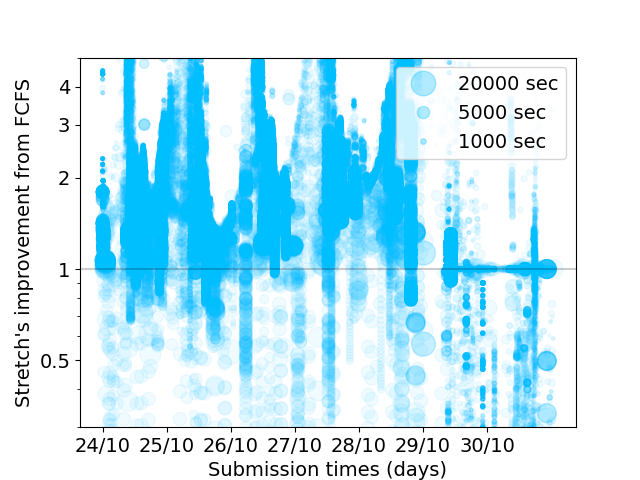 20000 sec
5000 sec
1000 sec
Stretch's improvement from FCFS
4
3
2
1
0.5
24/10 25/10 26/10 27/10 28/10 29/10 30/10
Submission times (days)